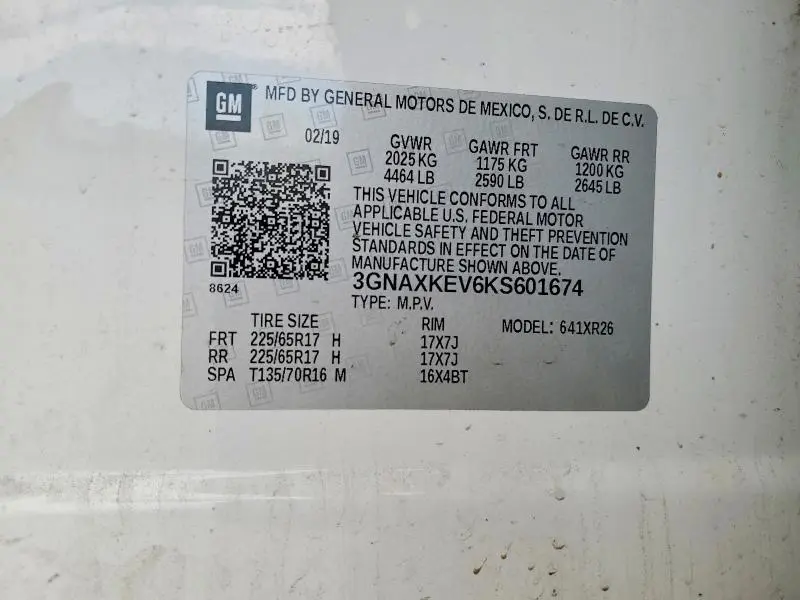 GM ® MFD BY GENERAL MOTORS DE MEXICO, S. DE R.L. DE C.V.
02/19
GVWR GAWR FRT GAWR RR
2025 KG 1175 KG 1200 KG
4464 LB 2590 LB 2645 LB
THIS VEHICLE CONFORMS TO ALL
APPLICABLE U.S. FEDERAL MOTOR
VEHICLE SAFETY AND THEFT PREVENTION
STANDARDS IN EFFECT ON THE DATE OF
MANUFACTURE SHOWN ABOVE.
8624
3GNAXKEV6KS601674
TYPE: M.P.V.
TIRE SIZE RIM MODEL: 641XR26
FRT 225/65R17 H 17X7J
RR 225/65R17 H 17X7J
SPA T135/70R16 M 16X4BT